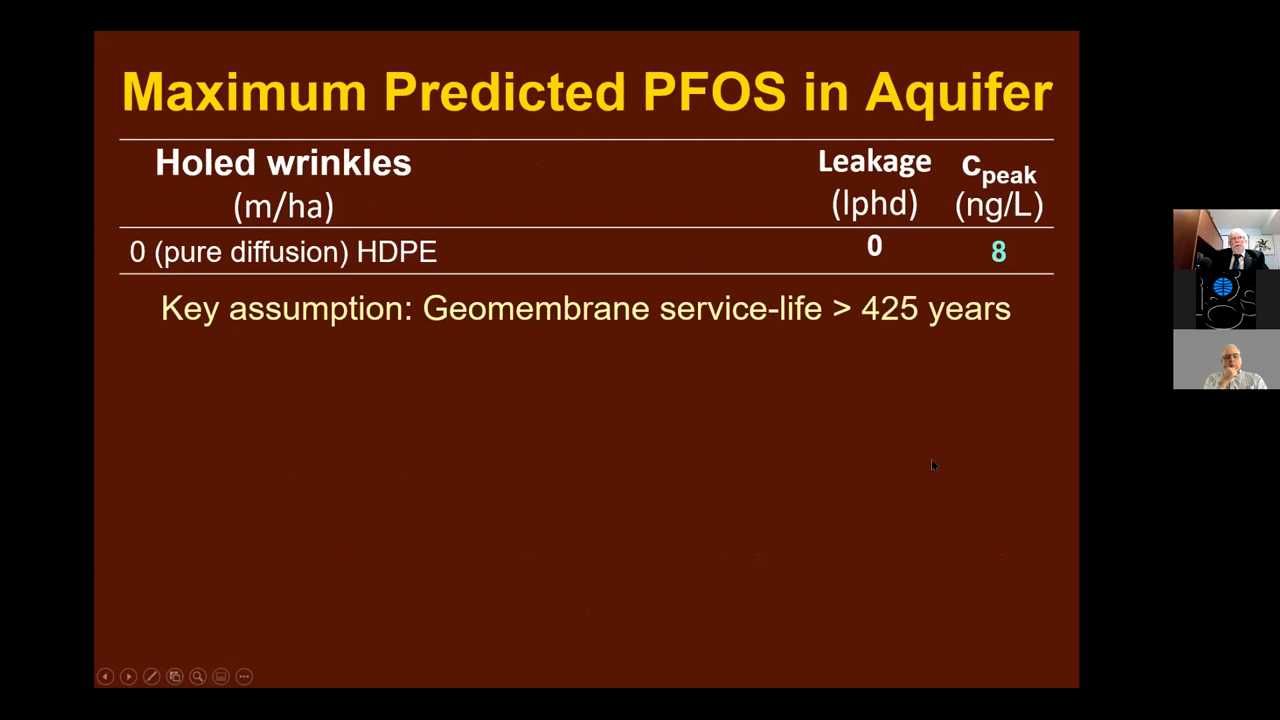 Maximum Predicted PFOS in Aquifer
Holed wrinkles Leakage cpeak
(m/ha) (lphd) (ng/L)
0 (pure diffusion) HDPE 0 8
Key assumption: Geomembrane service-life > 425 years